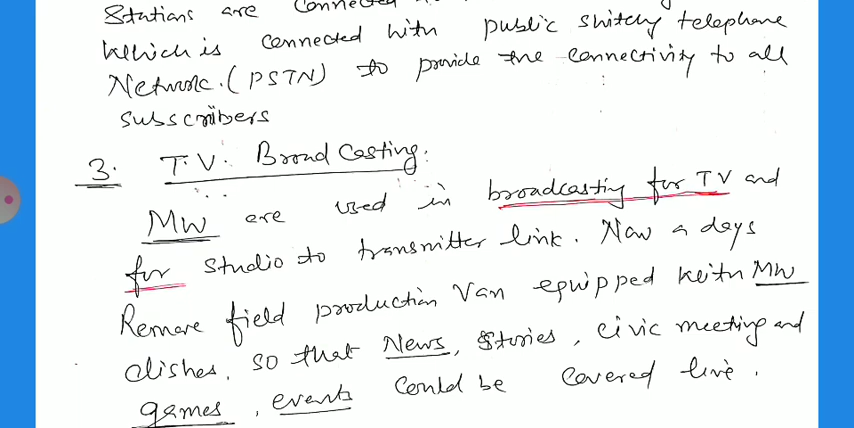 Stations are Connected
Which is connected with public switchy telephone
Network. (PSTN) to provide the connectivity to all
subscribers
3. T.V. Broad Casting.
MW are used in broadcasting for TV and
for Studio to transmitter link. Now a days
Remore field production Van equipped with MW
dishes. so that News, Stories, civic meeting and
games, events could be covered live.